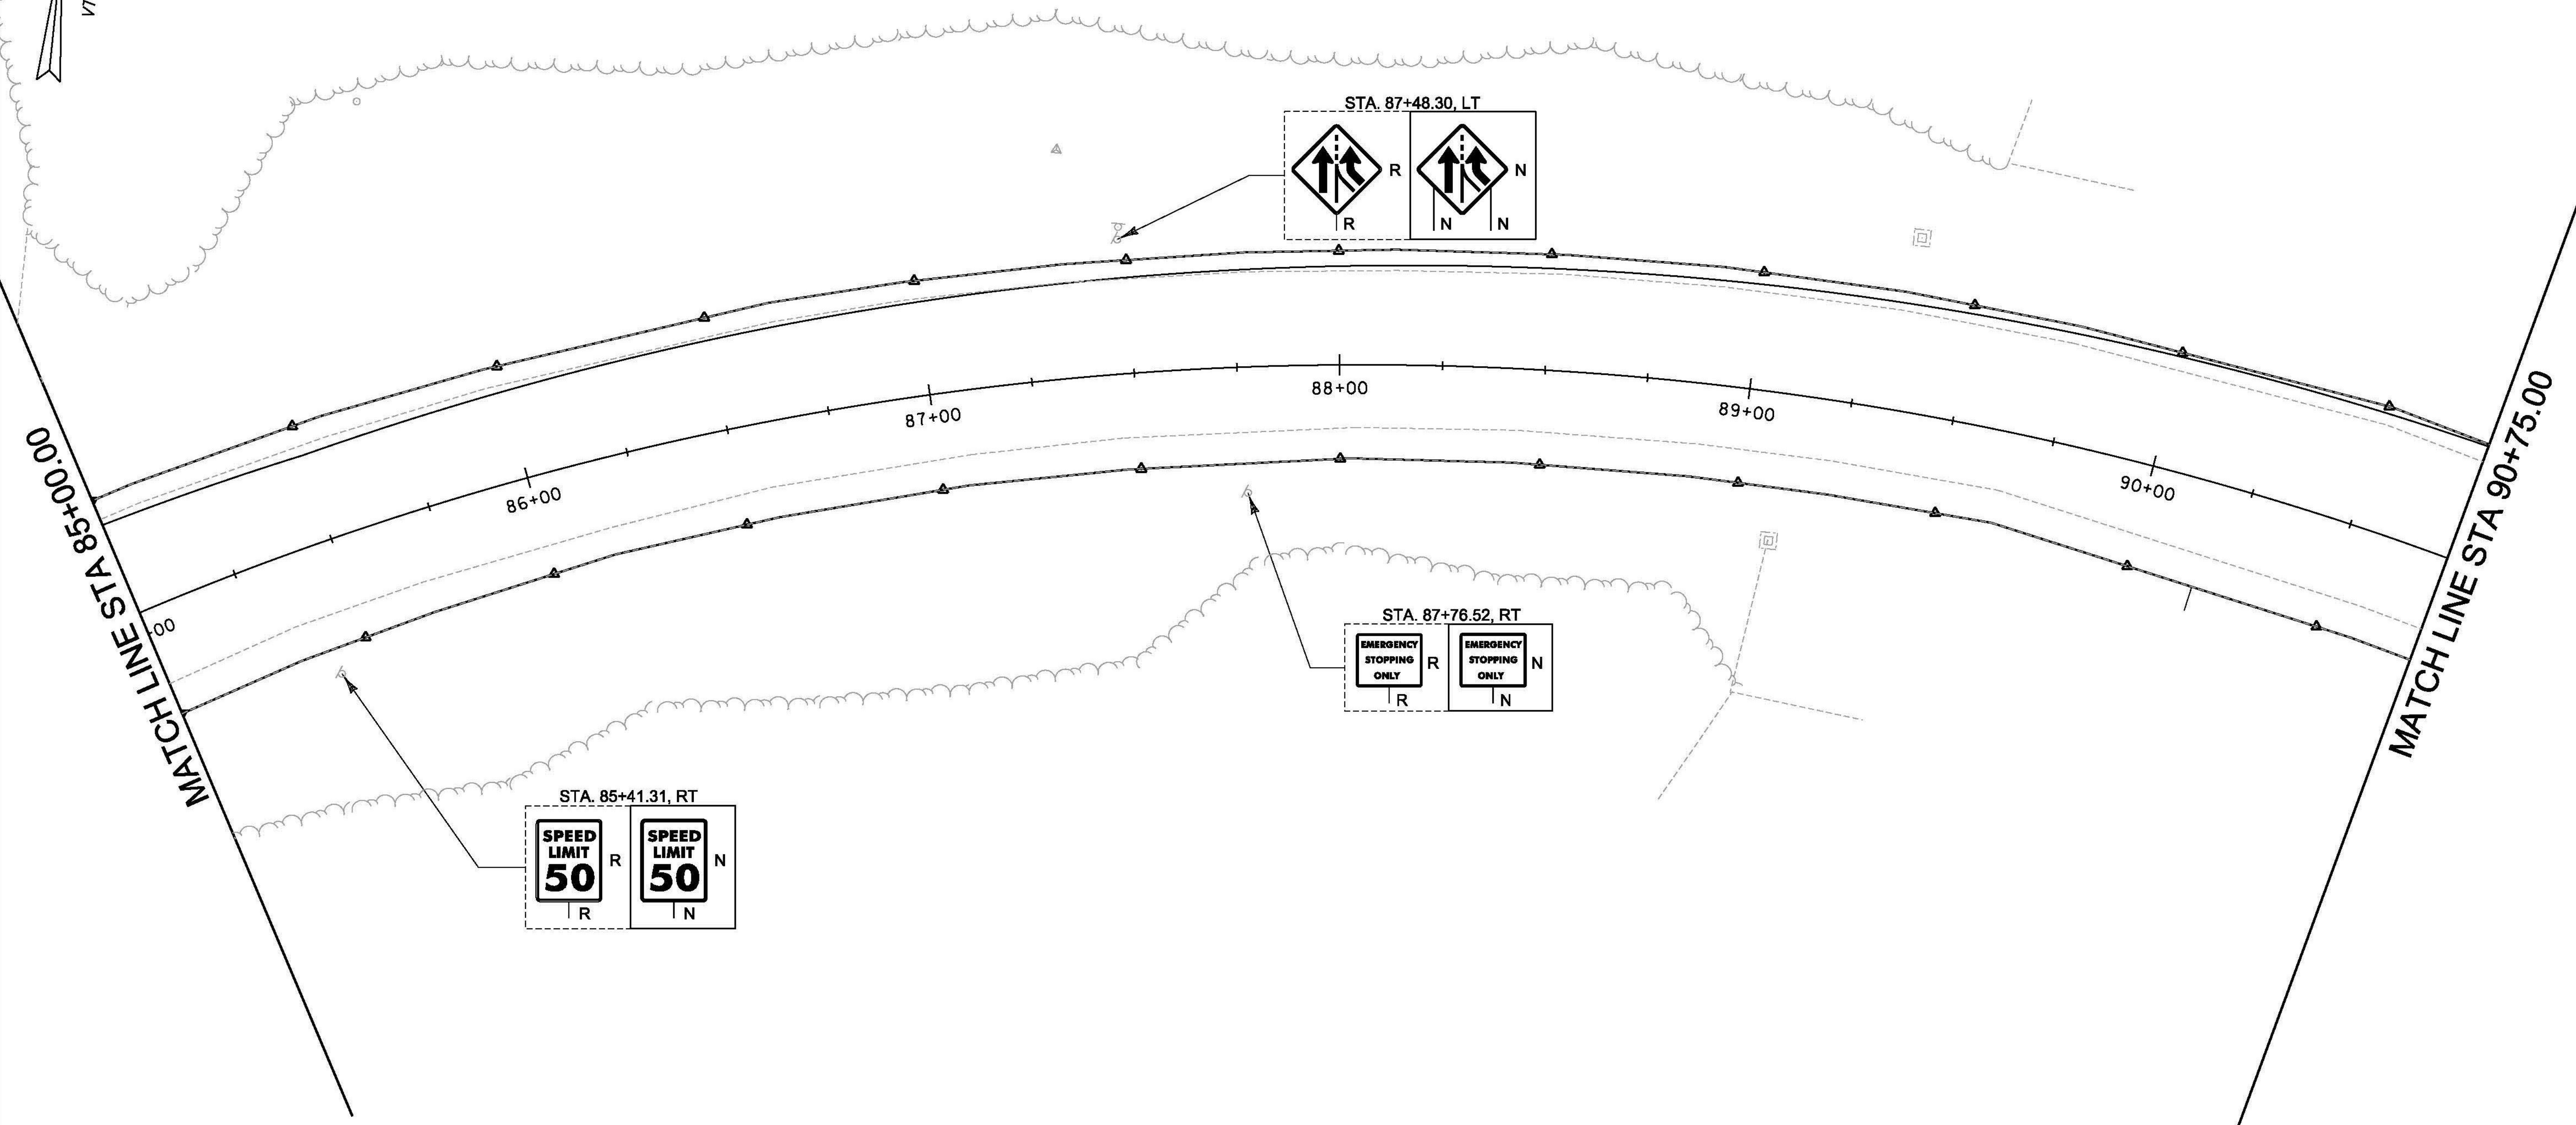 STA. 87+48.30, LT
R
N
R
N
N
86+00
87+00
88+00
89+00
90+00
MATCH LINE STA 85+00.00
MATCH LINE STA 90+75.00
STA. 87+76.52, RT
EMERGENCY
STOPPING
ONLY
R
R
EMERGENCY
STOPPING
ONLY
N
N
STA. 85+41.31, RT
SPEED
LIMIT
50
R
R
SPEED
LIMIT
50
N
N